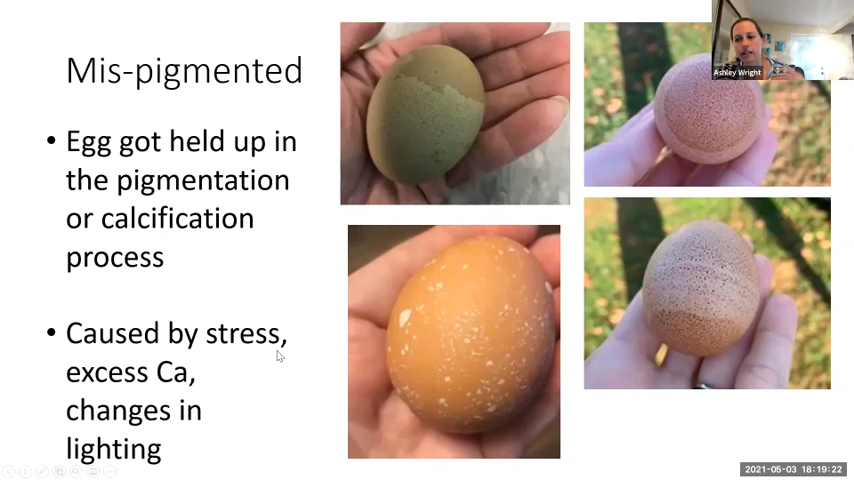 Mis-pigmented
• Egg got held up in
the pigmentation
or calcification
process
• Caused by stress,
excess Ca,
changes in
lighting
Ashley Wright
2021-05-03 18:19:22